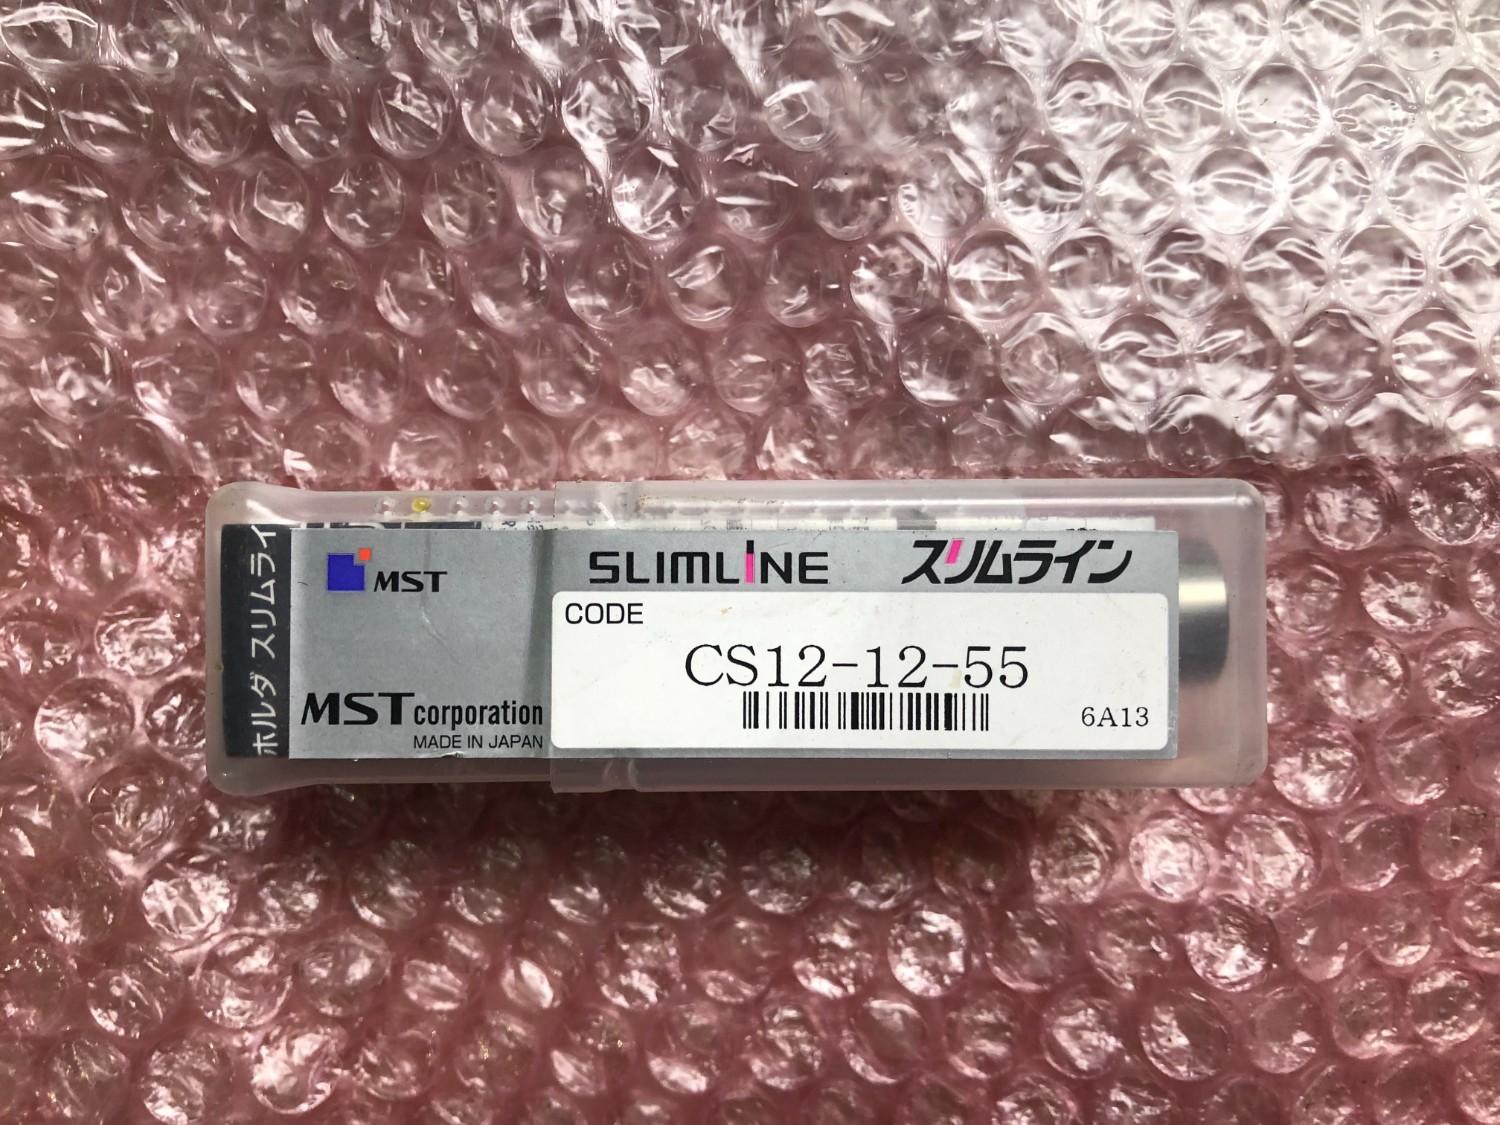 ホルダ スリムライ
MST
SLIMLINE スリムライン
CODE
CS12-12-55
6A13
MST corporation
MADE IN JAPAN